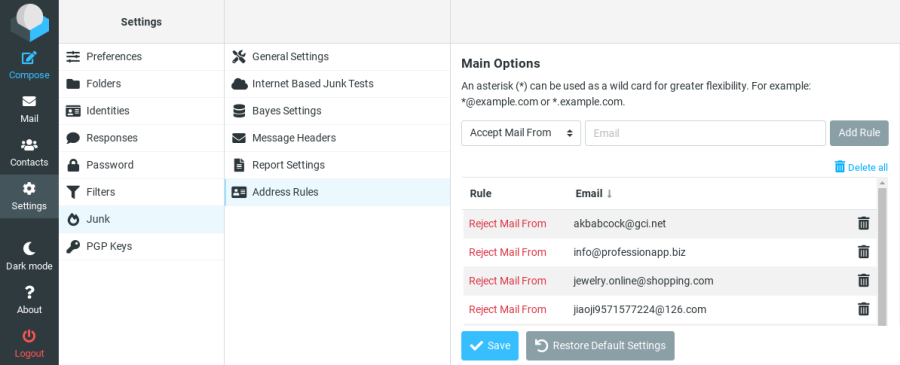 Compose
Mail
Contacts
Settings
Dark mode
About
Logout
Settings
Preferences
Folders
Identities
Responses
Password
Filters
Junk
PGP Keys
General Settings
Internet Based Junk Tests
Bayes Settings
Message Headers
Report Settings
Address Rules
Main Options
An asterisk (*) can be used as a wild card for greater flexibility. For example:
*@example.com or *.example.com.
Accept Mail From Email Add Rule
Delete all
Rule Email ↓
Reject Mail From akbabcock@gci.net
Reject Mail From info@professionapp.biz
Reject Mail From jewelry.online@shopping.com
Reject Mail From jiaoji9571577224@126.com
Save Restore Default Settings